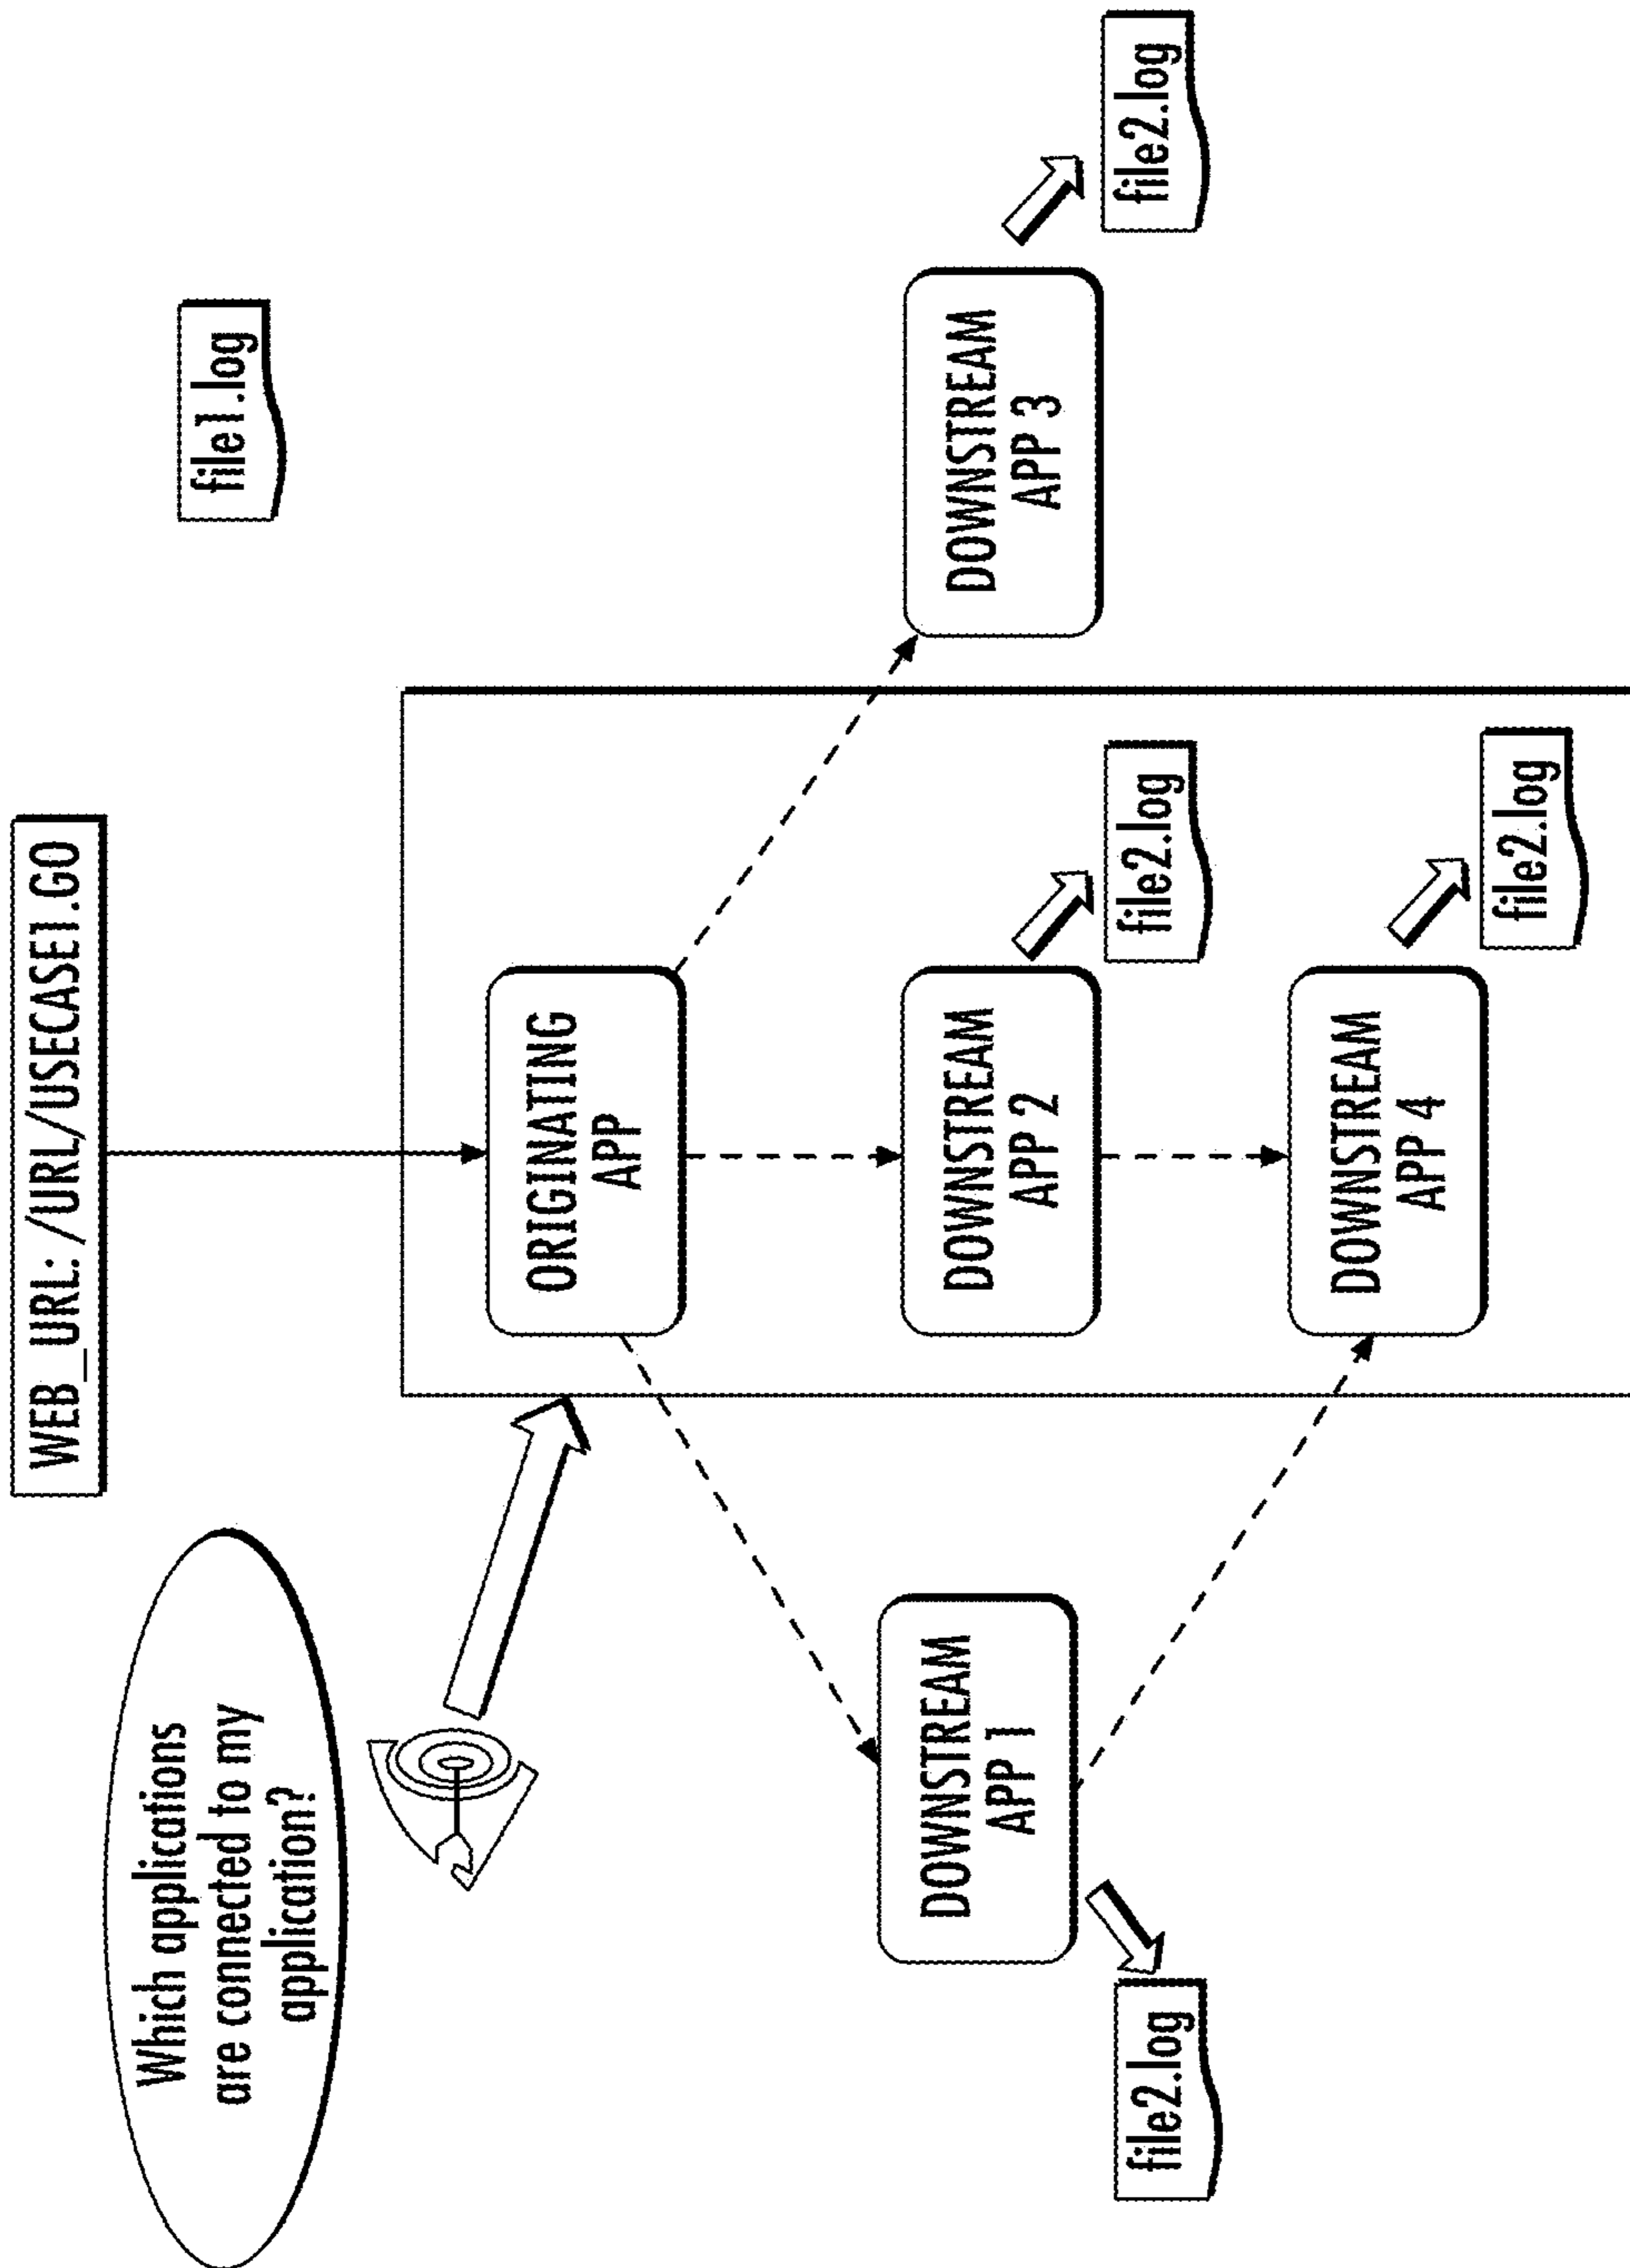 WEB_URL: /URL/USECASE1.GO
Which applications
are connected to my
application?
file1.log
ORIGINATING
APP
DOWNSTREAM
APP 1
file2.log
DOWNSTREAM
APP 2
file2.log
DOWNSTREAM
APP 3
file2.log
DOWNSTREAM
APP 4
file2.log